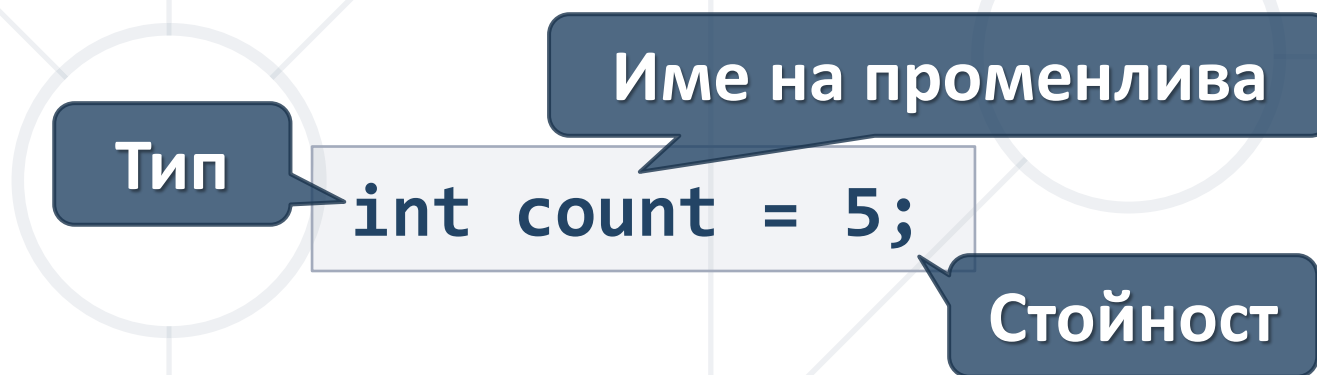 Име на променлива
Тип
int count = 5;
Стойност